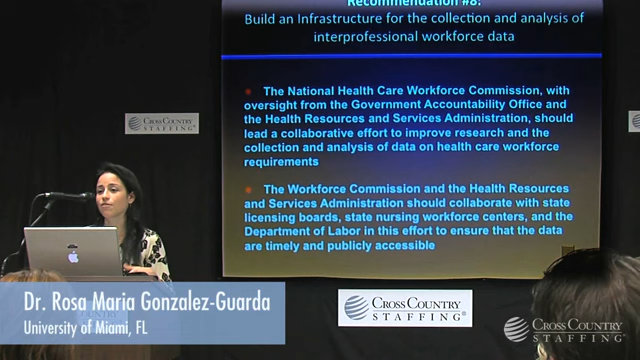 Recommendation #8:
Build an Infrastructure for the collection and analysis of
interprofessional workforce data
The National Health Care Workforce Commission, with
oversight from the Government Accountability Office and
the Health Resources and Services Administration, should
lead a collaborative effort to improve research and the
collection and analysis of data on health care workforce
requirements
The Workforce Commission and the Health Resources
and Services Administration should collaborate with state
licensing boards, state nursing workforce centers, and the
Department of Labor in this effort to ensure that the data
are timely and publicly accessible
CROSS COUNTRY
STAFFING®
Dr. Rosa Maria Gonzalez-Guarda
University of Miami, FL
CROSS COUNTRY
STAFFING®
CROSS COUNTRY
STAFFING®